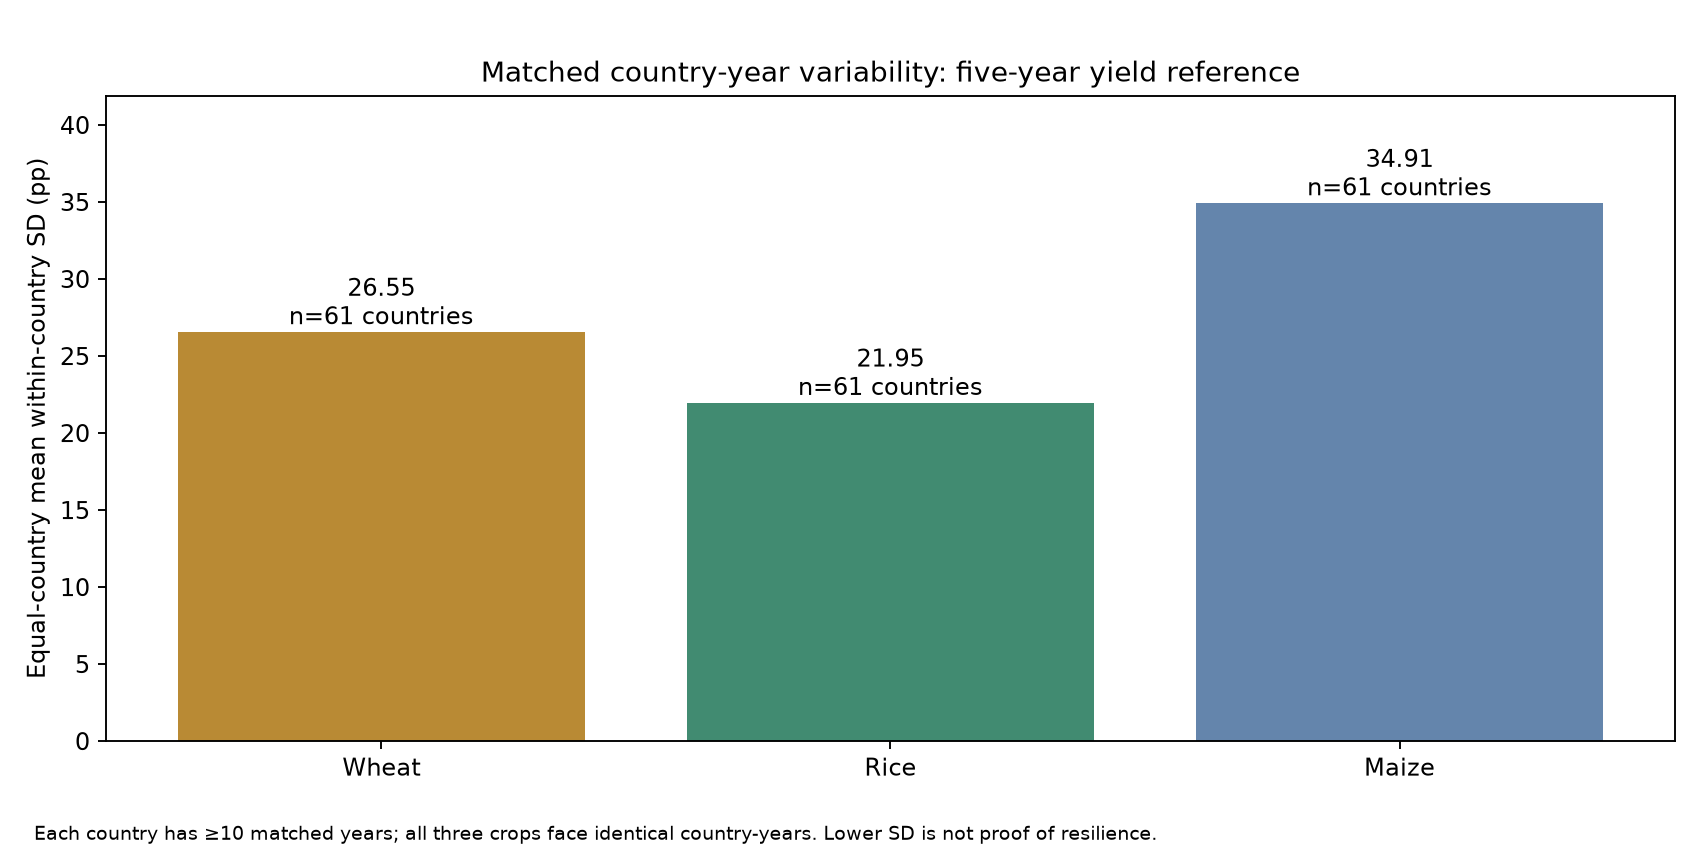 Matched country-year variability: five-year yield reference
Equal-country mean within-country SD (pp)
40
35
30
25
20
15
10
5
0
26.55
n=61 countries
21.95
n=61 countries
34.91
n=61 countries
Wheat
Rice
Maize
Each country has ≥10 matched years; all three crops face identical country-years. Lower SD is not proof of resilience.